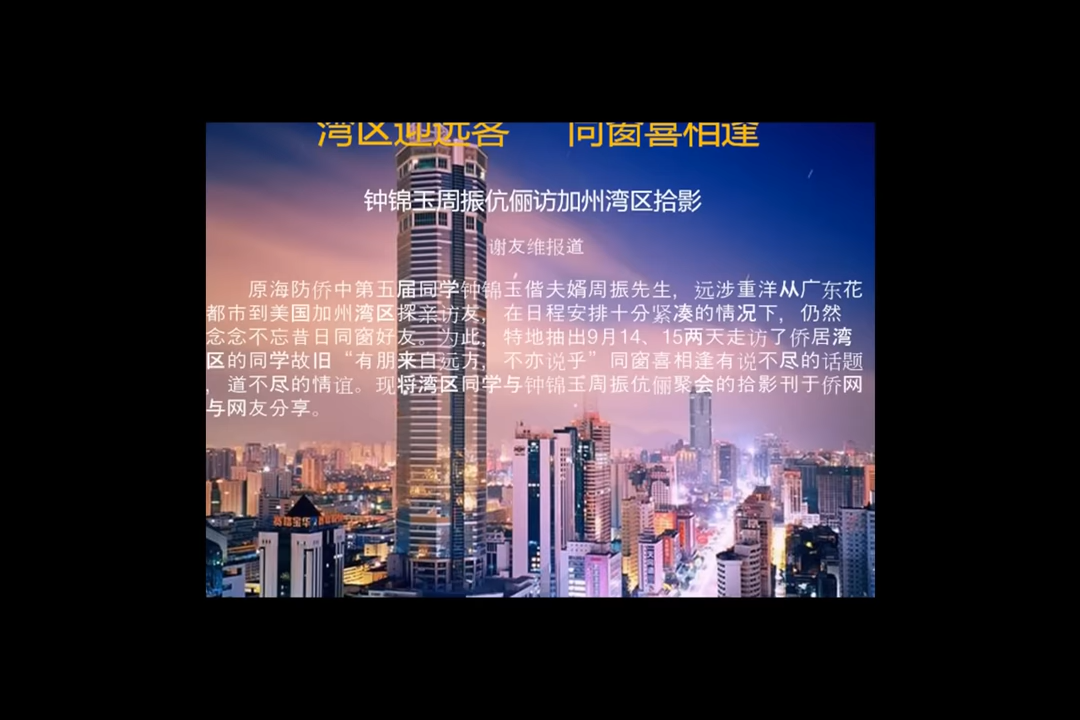 湾区迎远客 同窗喜相逢
钟锦玉周振伉俪访加州湾区拾影
谢友维报道
原海防侨中第五届同学钟锦玉偕夫婿周振先生，远涉重洋从广东花
都市到美国加州湾区探亲访友，在日程安排十分紧凑的情况下，仍然
念念不忘昔日同窗好友。为此，特地抽出9月14、15两天走访了侨居湾
区的同学故旧“有朋来自远方，不亦说乎”同窗喜相逢有说不尽的话题
，道不尽的情谊。现将湾区同学与钟锦玉周振伉俪聚会的拾影刊于侨网
与网友分享。